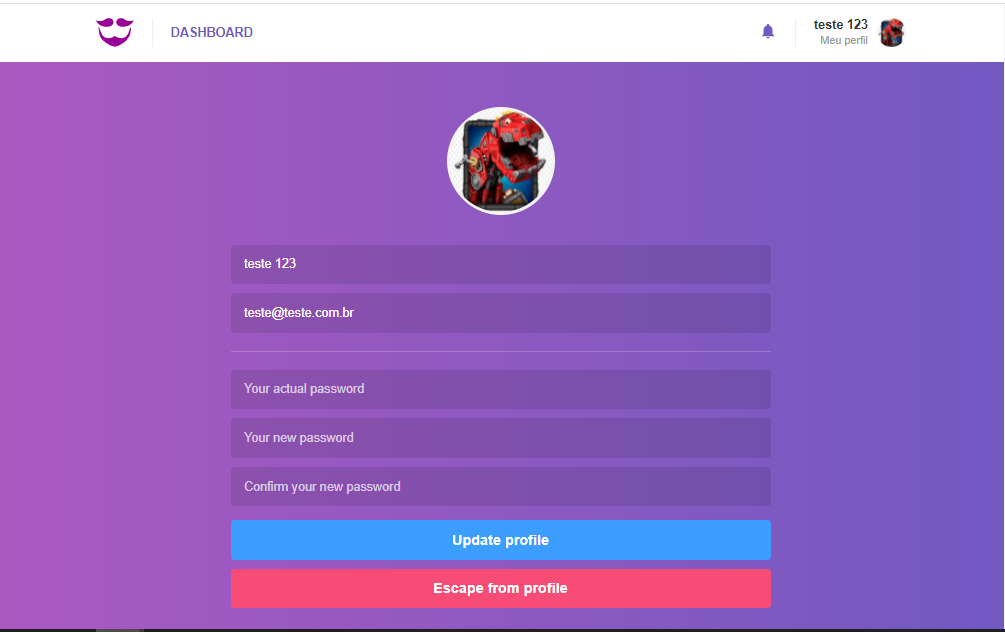 DASHBOARD
teste 123
Meu perfil
teste 123
teste@teste.com.br
Your actual password
Your new password
Confirm your new password
Update profile
Escape from profile